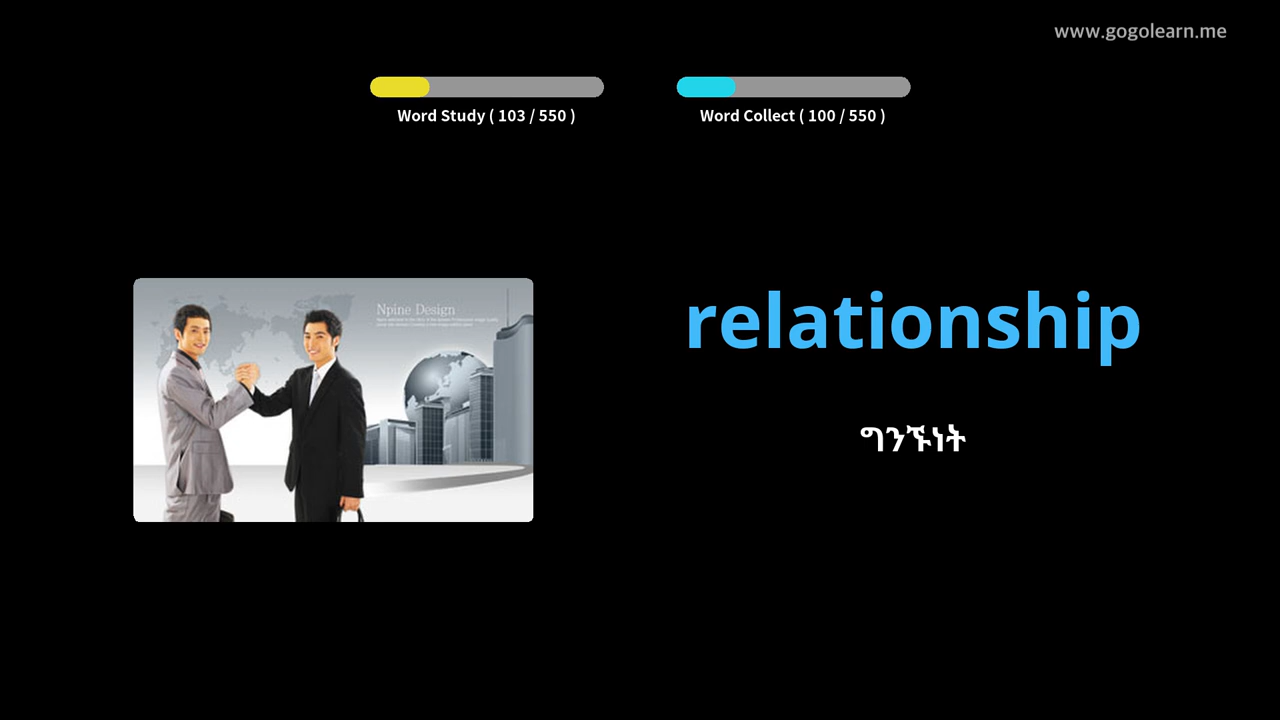 www.gogolearn.me
Word Study ( 103 / 550 )
Word Collect ( 100 / 550 )
Npine Design
relationship
ግንኙነት